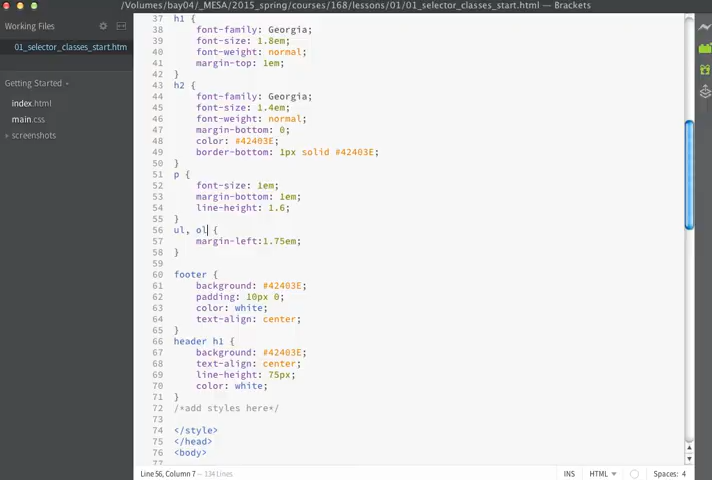 /Volumes/bay04/_MESA/2015_spring/courses/168/lessons/01/01_selector_classes_start.html — Brackets
Working Files
01_selector_classes_start.htm
Getting Started
index.html
main.css
screenshots
37 h1 {
38 font-family: Georgia;
39 font-size: 1.8em;
40 font-weight: normal;
41 margin-top: 1em;
42 }
43 h2 {
44 font-family: Georgia;
45 font-size: 1.4em;
46 font-weight: normal;
47 margin-bottom: 0;
48 color: #42403E;
49 border-bottom: 1px solid #42403E;
50 }
51 p {
52 font-size: 1em;
53 margin-bottom: 1em;
54 line-height: 1.6;
55 }
56 ul, ol {
57 margin-left:1.75em;
58 }
59
60 footer {
61 background: #42403E;
62 padding: 10px 0;
63 color: white;
64 text-align: center;
65 }
66 header h1 {
67 background: #42403E;
68 text-align: center;
69 line-height: 75px;
70 color: white;
71 }
72 /*add styles here*/
73
74 </style>
75 </head>
76 <body>
77
Line 56, Column 7 — 134 Lines
INS
HTML
Spaces: 4